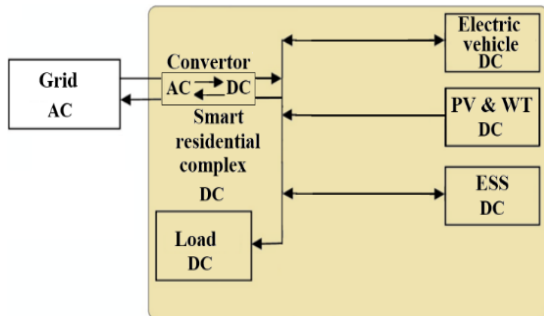 Grid
AC
Convertor
AC DC
Smart
residential
complex
DC
Load
DC
Electric
vehicle
DC
PV & WT
DC
ESS
DC